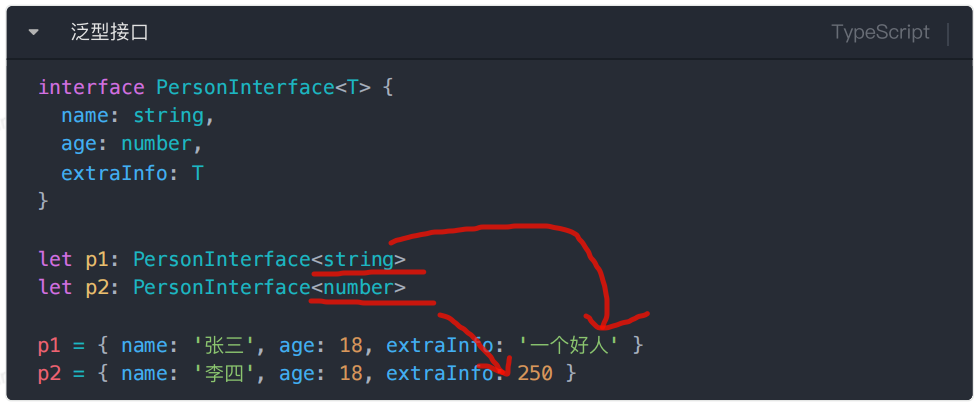 泛型接口
TypeScript
interface PersonInterface<T> {
  name: string,
  age: number,
  extraInfo: T
}
let p1: PersonInterface<string>
let p2: PersonInterface<number>
p1 = { name: '张三', age: 18, extraInfo: '一个好人' }
p2 = { name: '李四', age: 18, extraInfo: 250 }